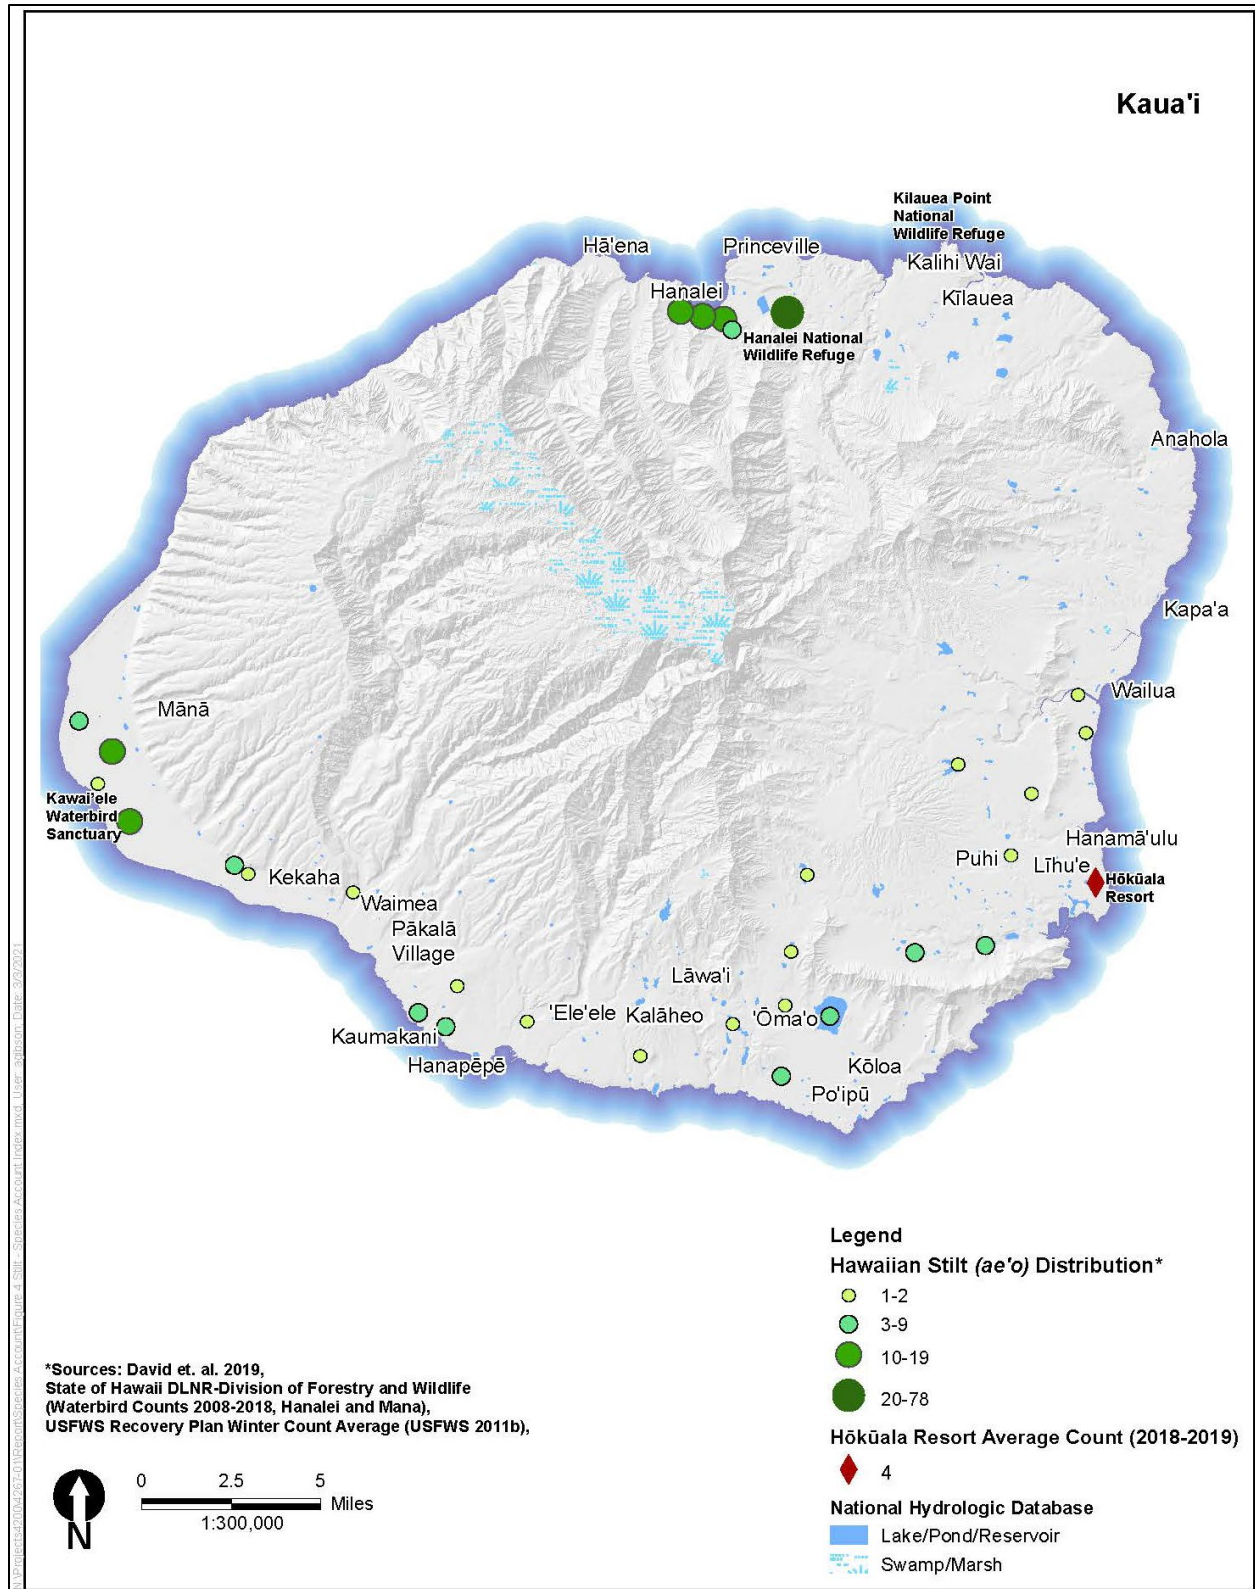 Kaua'i
Kilauea Point
National
Wildlife Refuge
Hā'ena
Princeville
Kalihi Wai
Hanalei
Kīlauea
Hanalei National
Wildlife Refuge
Anahola
Kapa'a
Wailua
Mānā
Kawai'ele
Waterbird
Sanctuary
Hanamā'ulu
Puhi
Līhu'e
Hōkūala
Resort
Kekaha
Waimea
Pākalā
Village
Lāwa'i
'Ele'ele
Kalāheo
'Ōma'o
Kaumakani
Hanapēpē
Kōloa
Po'ipū
Legend
Hawaiian Stilt (ae'o) Distribution*
1-2
3-9
10-19
20-78
Hōkūala Resort Average Count (2018-2019)
4
National Hydrologic Database
Lake/Pond/Reservoir
Swamp/Marsh
*Sources: David et. al. 2019,
State of Hawaii DLNR-Division of Forestry and Wildlife
(Waterbird Counts 2008-2018, Hanalei and Mana),
USFWS Recovery Plan Winter Count Average (USFWS 2011b),
N
0 2.5 5
Miles
1:300,000